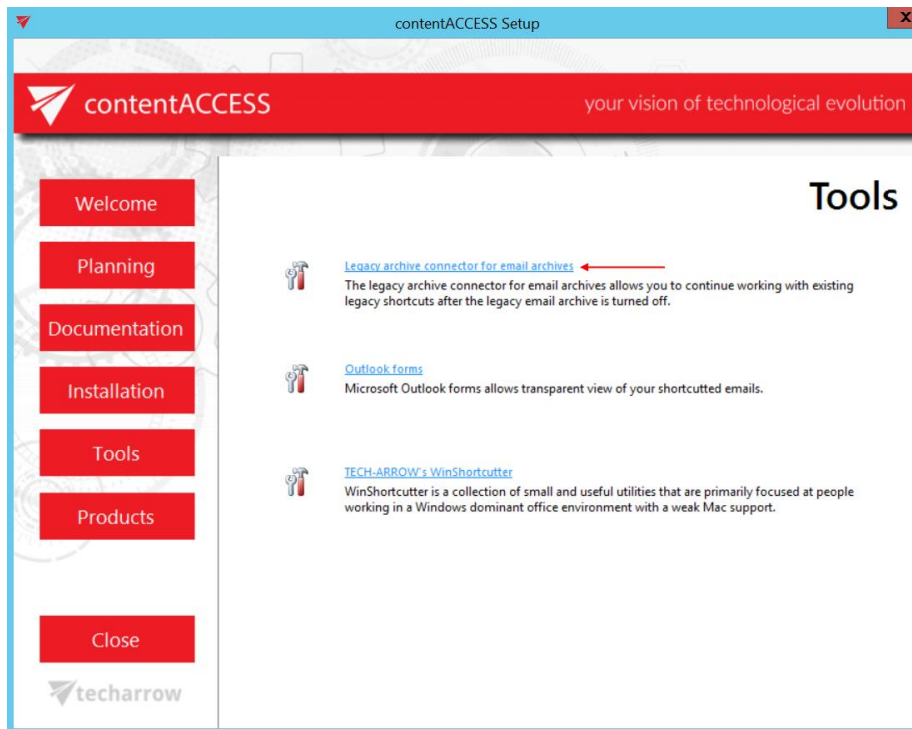 contentACCESS Setup
X
contentACCESS
your vision of technological evolution
Welcome
Planning
Documentation
Installation
Tools
Products
Close
techarrow
Tools
Legacy archive connector for email archives
The legacy archive connector for email archives allows you to continue working with existing
legacy shortcuts after the legacy email archive is turned off.
Outlook forms
Microsoft Outlook forms allows transparent view of your shortcutted emails.
TECH-ARROW's WinShortcutter
WinShortcutter is a collection of small and useful utilities that are primarily focused at people
working in a Windows dominant office environment with a weak Mac support.